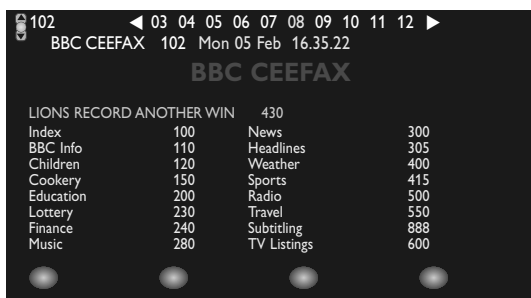 102 ◀ 03 04 05 06 07 08 09 10 11 12 ▶
BBC CEEFAX 102 Mon 05 Feb 16.35.22
BBC CEEFAX
LIONS RECORD ANOTHER WIN 430
Index 100 News 300
BBC Info 110 Headlines 305
Children 120 Weather 400
Cookery 150 Sports 415
Education 200 Radio 500
Lottery 230 Travel 550
Finance 240 Subtitling 888
Music 280 TV Listings 600